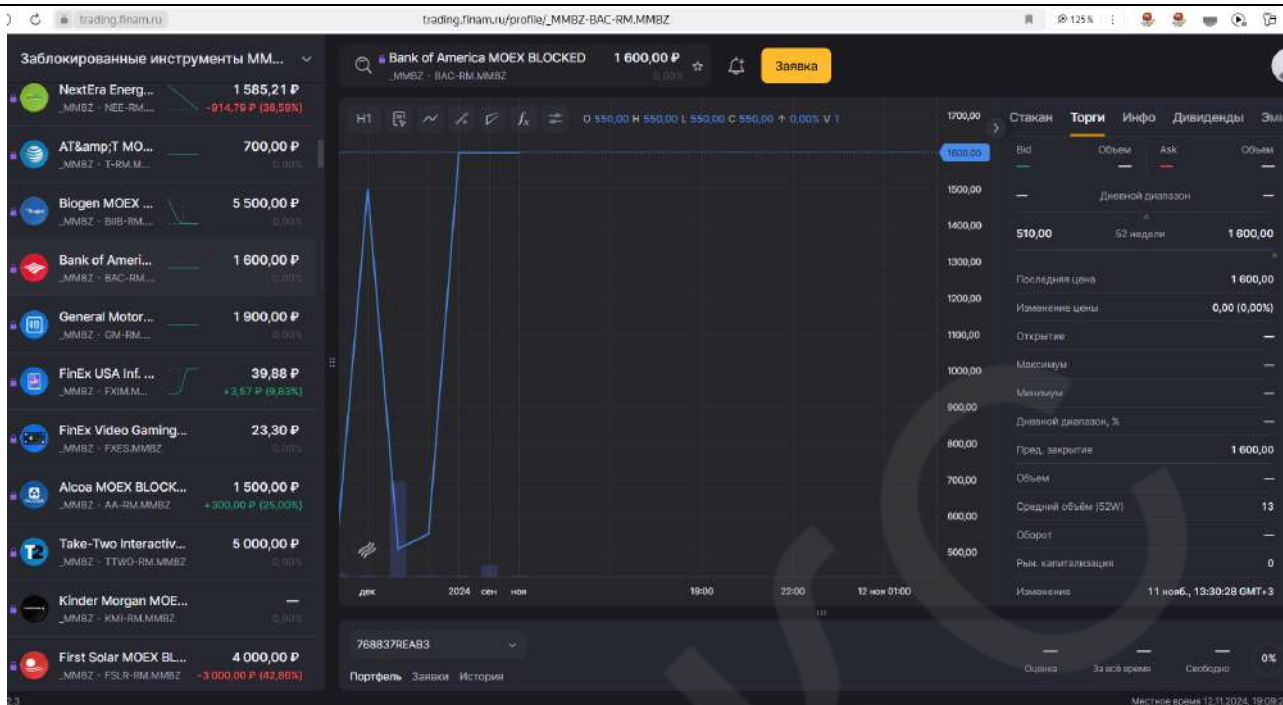 trading.finam.ru
trading.finam.ru/profile/_MMBZ-BAC-RM.MMBZ
125 %
Заблокированные инструменты ММ...
NextEra Energ...
1 585,21 ₽
_MMBZ · NEE-RM....
-914,79 ₽ (36,59%)
AT&amp;T MO...
700,00 ₽
_MMBZ · T-RM.M...
0,00%
Biogen MOEX ...
5 500,00 ₽
_MMBZ · BIIB-RM....
0,00%
Bank of Ameri...
1 600,00 ₽
_MMBZ · BAC-RM....
0,00%
General Motor...
1 900,00 ₽
_MMBZ · GM-RM....
0,00%
FinEx USA Inf. ...
39,88 ₽
_MMBZ · FXIM.M...
+3,57 ₽ (9,83%)
FinEx Video Gaming...
23,30 ₽
_MMBZ · FXES.MMBZ
0,00%
Alcoa MOEX BLOCK...
1 500,00 ₽
_MMBZ · AA-RM.MMBZ
+300,00 ₽ (25,00%)
Take-Two Interactiv...
5 000,00 ₽
_MMBZ · TTWO-RM.MMBZ
0,00%
Kinder Morgan MOE...
—
_MMBZ · KMI-RM.MMBZ
0,00%
First Solar MOEX BL...
4 000,00 ₽
_MMBZ · FSLR-RM.MMBZ
-3 000,00 ₽ (42,86%)
Bank of America MOEX BLOCKED
1 600,00 ₽
_MMBZ · BAC-RM.MMBZ
0,00%
Заявка
H1
O 550,00 H 550,00 L 550,00 C 550,00 ↑ 0,00% V 1
1700,00
1600,00
1500,00
1400,00
1300,00
1200,00
1100,00
1000,00
900,00
800,00
700,00
600,00
500,00
дек
2024
сен
ноя
19:00
22:00
12 ноя 01:00
768837REAB3
Портфель Заявки История
Стакан Торги Инфо Дивиденды Эми
Bid Объем Ask Объем
— — — —
— Дневной диапазон —
510,00 52 недели 1 600,00
Последняя цена 1 600,00
Изменение цены 0,00 (0,00%)
Открытие —
Максимум —
Минимум —
Дневной диапазон, % —
Пред. закрытие 1 600,00
Объем —
Средний объём (52W) 13
Оборот —
Рын. капитализация 0
Изменение 11 нояб., 13:30:28 GMT+3
— — —
Оценка За всё время Свободно
0%
Местное время 12.11.2024, 19:09:2